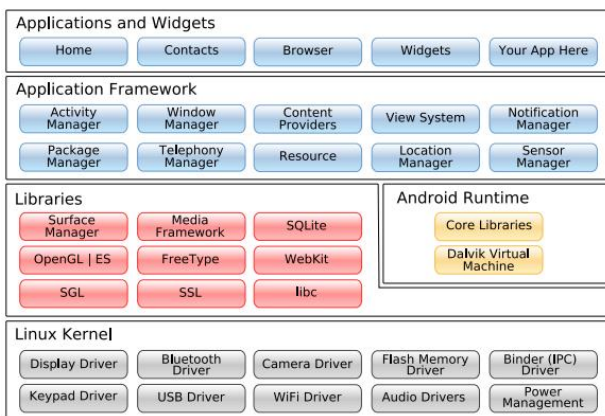 Applications and Widgets
Home
Contacts
Browser
Widgets
Your App Here
Application Framework
Activity
Manager
Window
Manager
Content
Providers
View System
Notification
Manager
Package
Manager
Telephony
Manager
Resource
Location
Manager
Sensor
Manager
Libraries
Surface
Manager
Media
Framework
SQLite
OpenGL | ES
FreeType
WebKit
SGL
SSL
libc
Android Runtime
Core Libraries
Dalvik Virtual
Machine
Linux Kernel
Display Driver
Bluetooth
Driver
Camera Driver
Flash Memory
Driver
Binder (IPC)
Driver
Keypad Driver
USB Driver
WiFi Driver
Audio Drivers
Power
Management